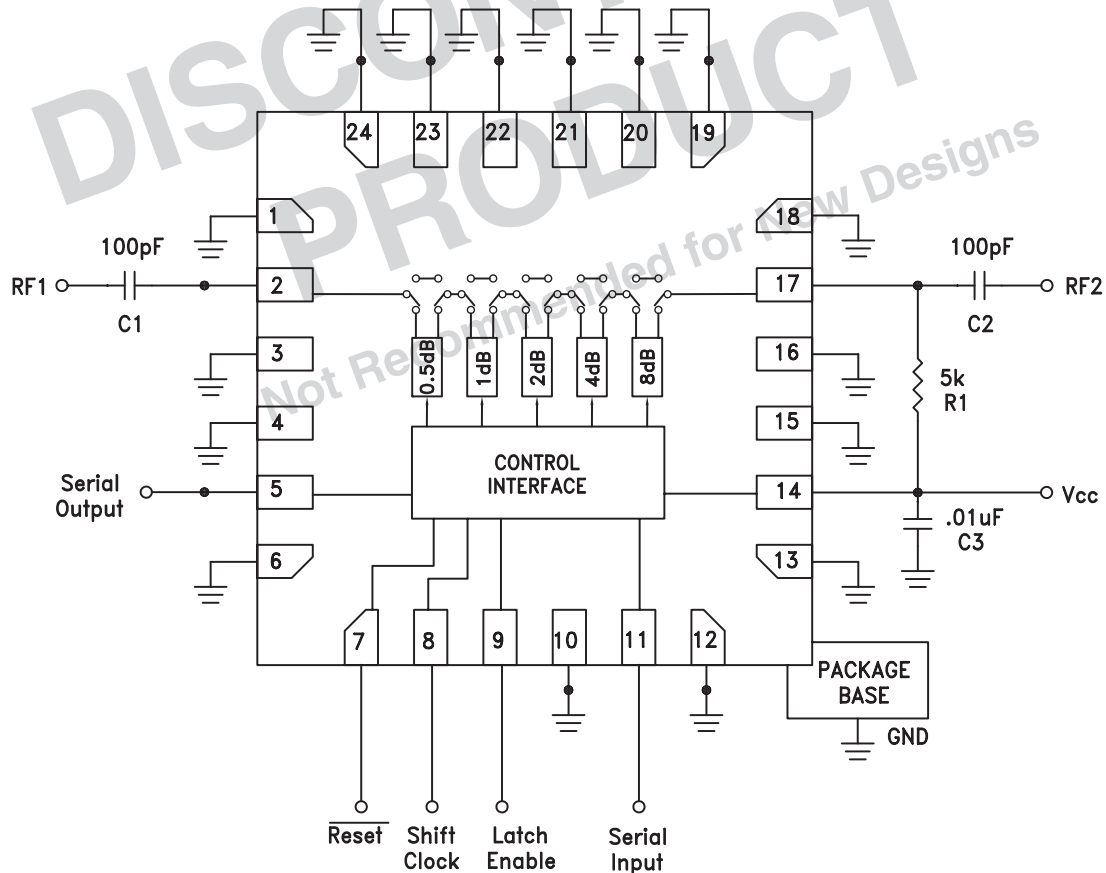 PRODUCT
Not Recommended for New Designs
24 23 22 21 20 19
1 18
100pF 100pF
RF1 2 17 RF2
C1 C2
3 16
0.5dB 1dB 2dB 4dB 8dB
5k
R1
4 15
CONTROL
INTERFACE
Serial
Output
5 14 Vcc
.01uF
C3
6 13
7 8 9 10 11 12
PACKAGE
BASE
GND
Reset
Shift
Clock
Latch
Enable
Serial
Input